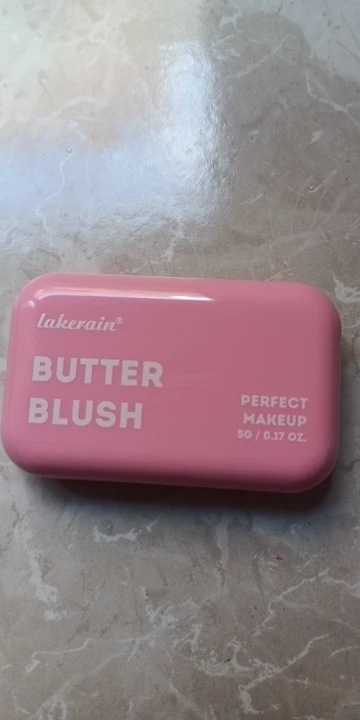 lakerain®
BUTTER
BLUSH
PERFECT
MAKEUP
5G / 0.17 OZ.